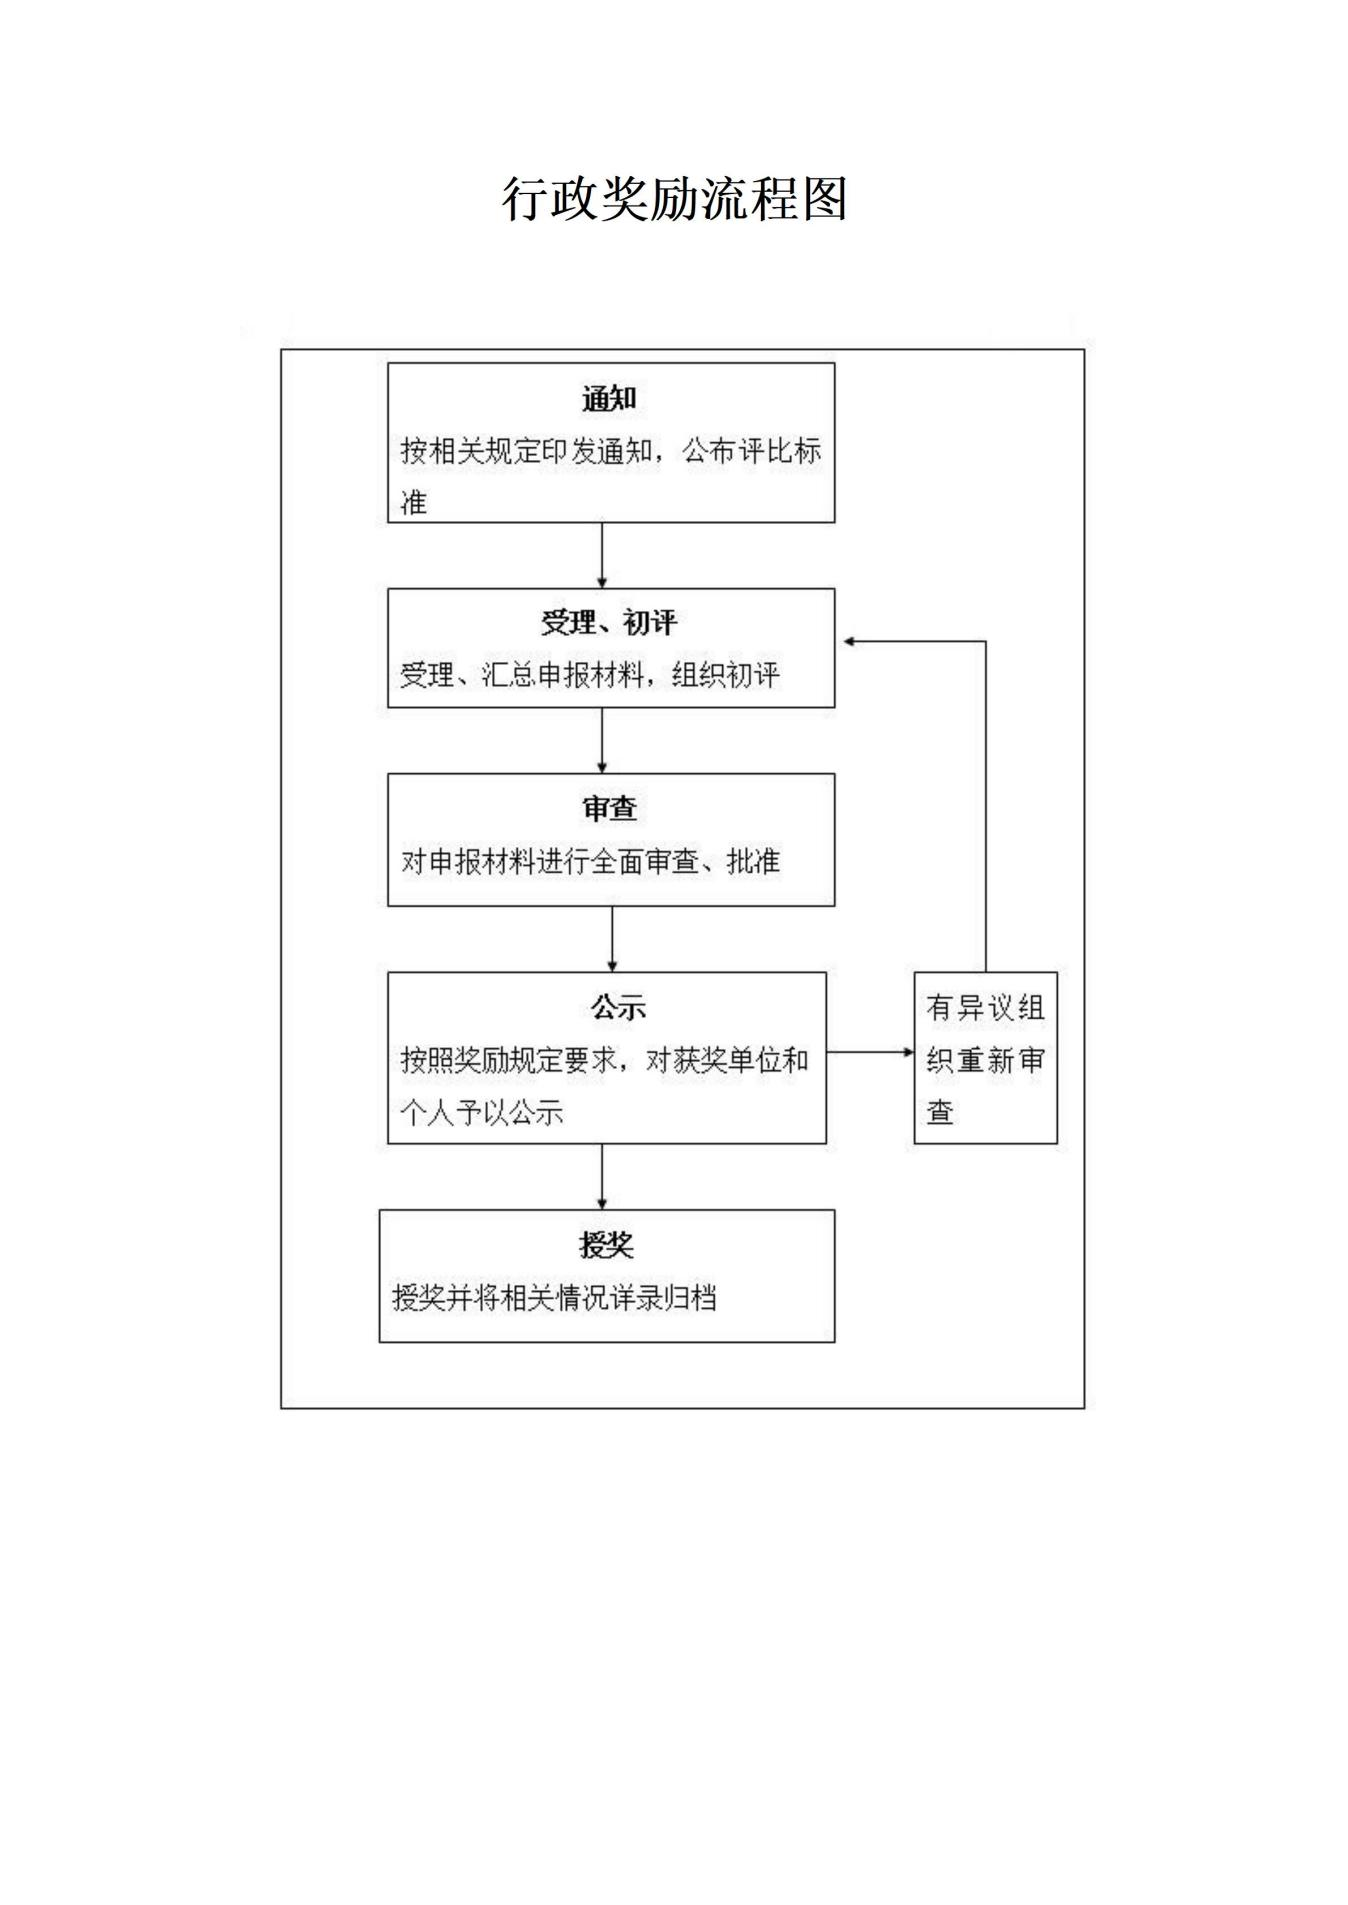 行政奖励流程图
通知
按相关规定印发通知，公布评比标
准
受理、初评
受理、汇总申报材料，组织初评
审查
对申报材料进行全面审查、批准
公示
按照奖励规定要求，对获奖单位和
个人予以公示
有异议组
织重新审
查
授奖
授奖并将相关情况详录归档